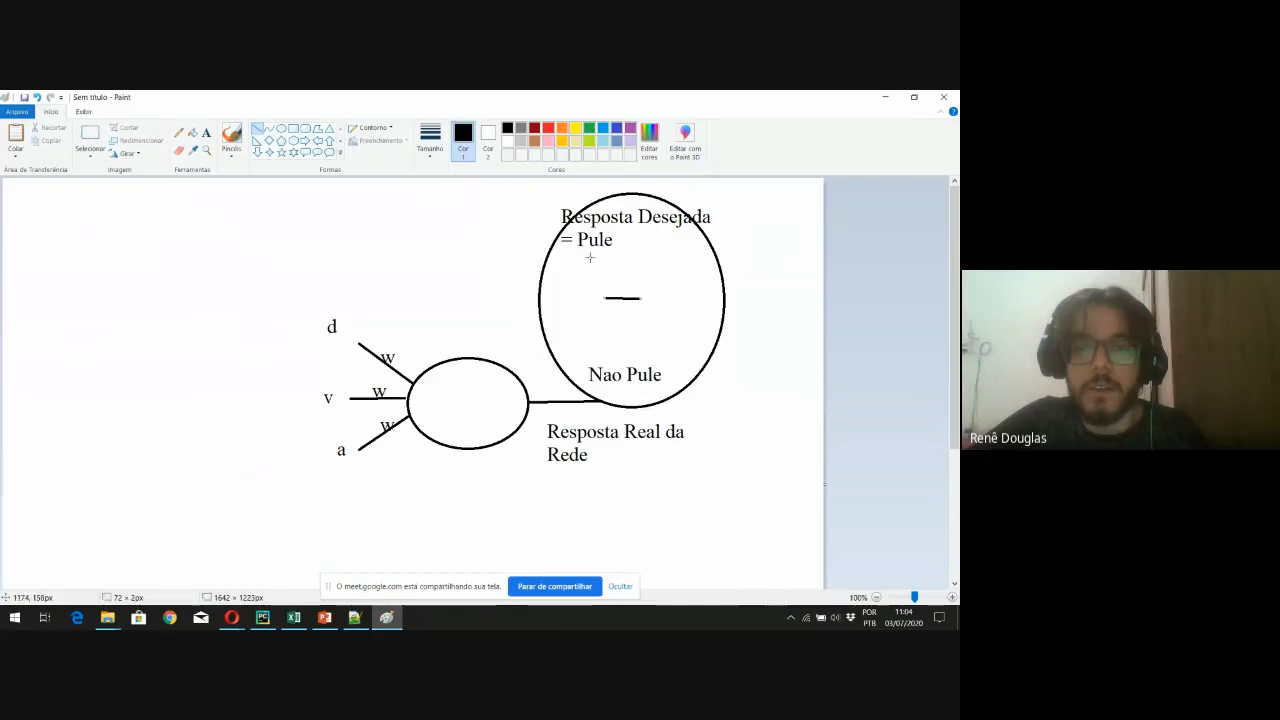 Sem título - Paint
Arquivo
Início
Exibir
Colar
Recortar
Copiar
Área de Transferência
Selecionar
Cortar
Redimensionar
Girar
Imagem
Ferramentas
Pincéis
Formas
Contorno
Preenchimento
Tamanho
Cor
1
Cor
2
Cores
Editar
cores
Editar com
o Paint 3D
Resposta Desejada
= Pule
d
w
Nao Pule
v
w
w
a
Resposta Real da
Rede
Renê Douglas
O meet.google.com está compartilhando sua tela.
Parar de compartilhar
Ocultar
1174, 158px
72 × 2px
1642 × 1223px
100%
POR
PTB
11:04
03/07/2020